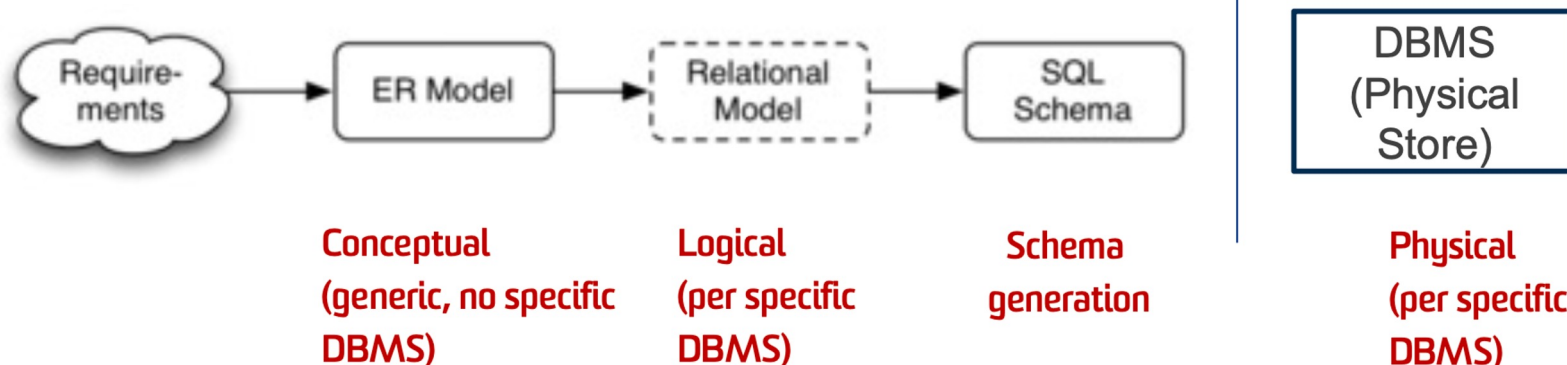 Require-
ments
ER Model
Relational
Model
SQL
Schema
DBMS
(Physical
Store)
Conceptual
(generic, no specific
DBMS)
Logical
(per specific
DBMS)
Schema
generation
Physical
(per specific
DBMS)